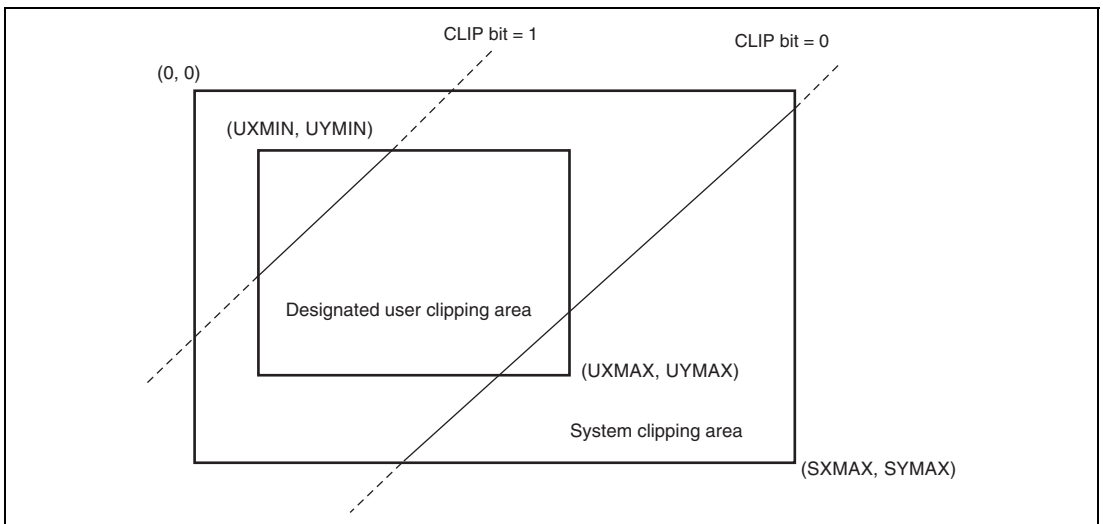 CLIP bit = 1
CLIP bit = 0
(0, 0)
(UXMIN, UYMIN)
Designated user clipping area
(UXMAX, UYMAX)
System clipping area
(SXMAX, SYMAX)